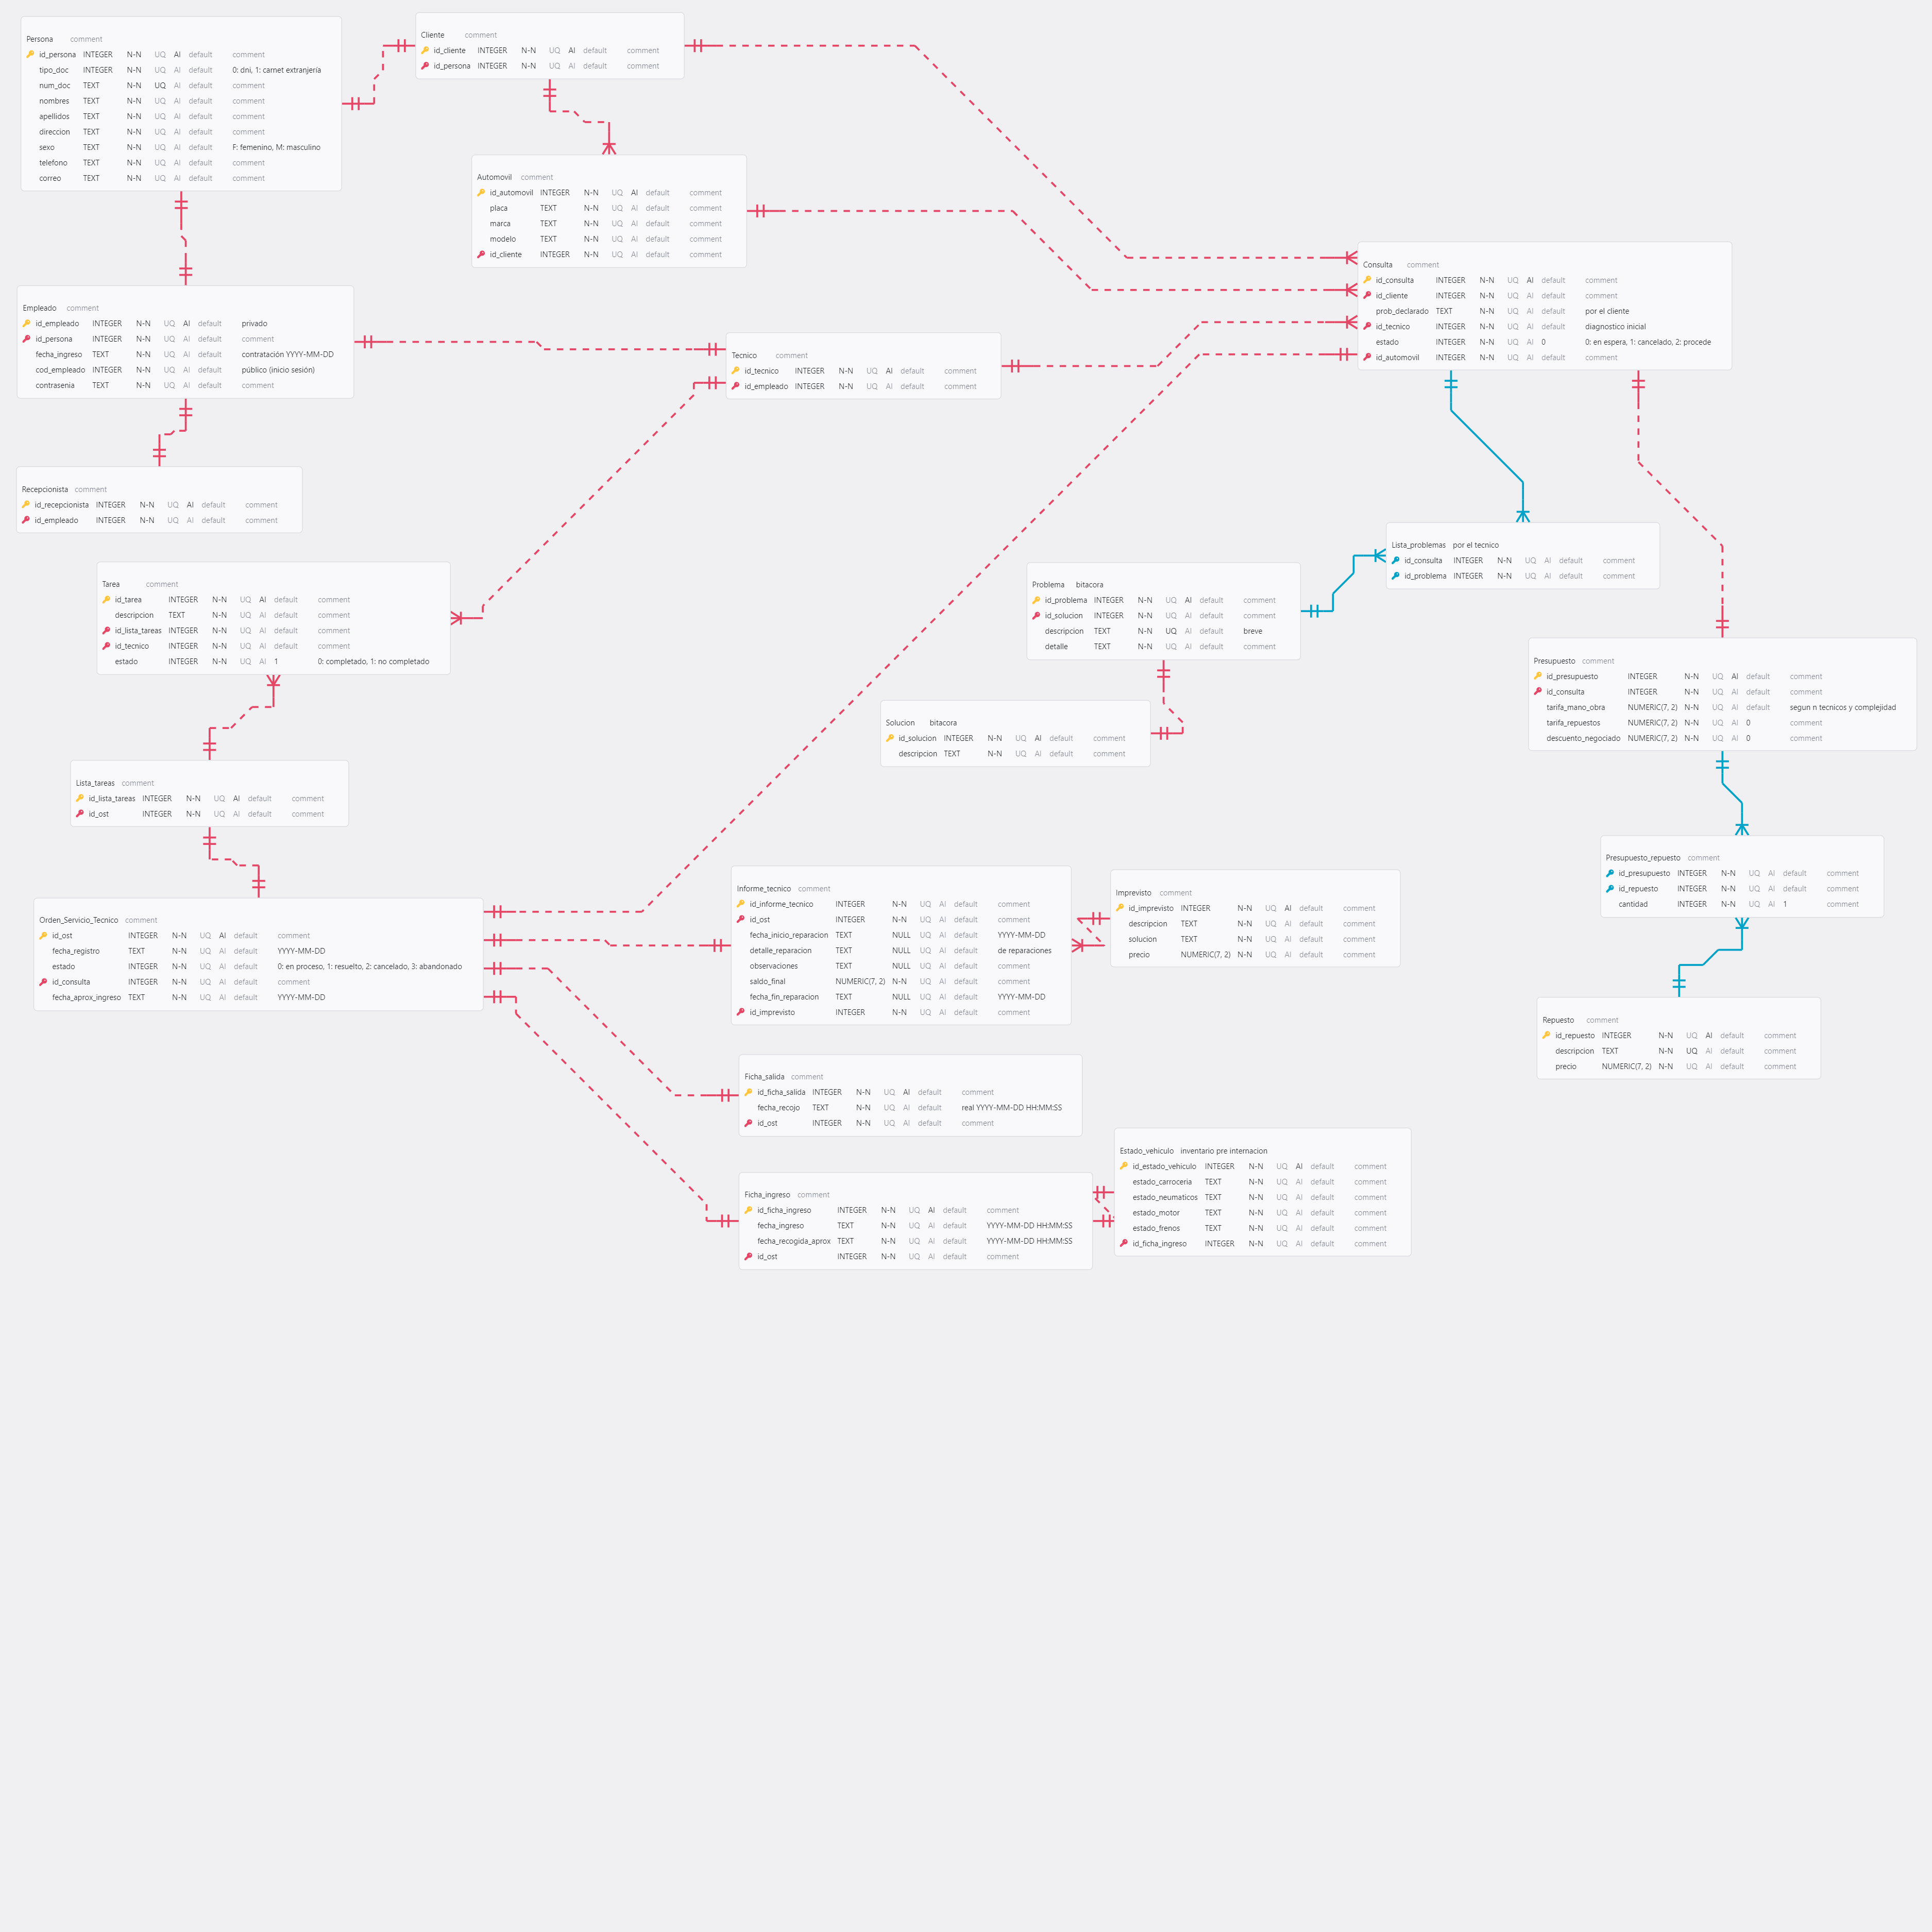 Persona comment
id_persona INTEGER N-N UQ AI default comment
tipo_doc INTEGER N-N UQ AI default 0: dni, 1: carnet extranjería
num_doc TEXT N-N UQ AI default comment
nombres TEXT N-N UQ AI default comment
apellidos TEXT N-N UQ AI default comment
direccion TEXT N-N UQ AI default comment
sexo TEXT N-N UQ AI default F: femenino, M: masculino
telefono TEXT N-N UQ AI default comment
correo TEXT N-N UQ AI default comment
Cliente comment
id_cliente INTEGER N-N UQ AI default comment
id_persona INTEGER N-N UQ AI default comment
Automovil comment
id_automovil INTEGER N-N UQ AI default comment
placa TEXT N-N UQ AI default comment
marca TEXT N-N UQ AI default comment
modelo TEXT N-N UQ AI default comment
id_cliente INTEGER N-N UQ AI default comment
Consulta comment
id_consulta INTEGER N-N UQ AI default comment
id_cliente INTEGER N-N UQ AI default comment
prob_declarado TEXT N-N UQ AI default por el cliente
id_tecnico INTEGER N-N UQ AI default diagnostico inicial
estado INTEGER N-N UQ AI 0 0: en espera, 1: cancelado, 2: procede
id_automovil INTEGER N-N UQ AI default comment
Empleado comment
id_empleado INTEGER N-N UQ AI default privado
id_persona INTEGER N-N UQ AI default comment
fecha_ingreso TEXT N-N UQ AI default contratación YYYY-MM-DD
cod_empleado INTEGER N-N UQ AI default público (inicio sesión)
contrasenia TEXT N-N UQ AI default comment
Tecnico comment
id_tecnico INTEGER N-N UQ AI default comment
id_empleado INTEGER N-N UQ AI default comment
Recepcionista comment
id_recepcionista INTEGER N-N UQ AI default comment
id_empleado INTEGER N-N UQ AI default comment
Lista_problemas por el tecnico
id_consulta INTEGER N-N UQ AI default comment
id_problema INTEGER N-N UQ AI default comment
Tarea comment
id_tarea INTEGER N-N UQ AI default comment
descripcion TEXT N-N UQ AI default comment
id_lista_tareas INTEGER N-N UQ AI default comment
id_tecnico INTEGER N-N UQ AI default comment
estado INTEGER N-N UQ AI 1 0: completado, 1: no completado
Problema bitacora
id_problema INTEGER N-N UQ AI default comment
id_solucion INTEGER N-N UQ AI default comment
descripcion TEXT N-N UQ AI default breve
detalle TEXT N-N UQ AI default comment
Presupuesto comment
id_presupuesto INTEGER N-N UQ AI default comment
id_consulta INTEGER N-N UQ AI default comment
tarifa_mano_obra NUMERIC(7, 2) N-N UQ AI default segun n tecnicos y complejidad
tarifa_repuestos NUMERIC(7, 2) N-N UQ AI 0 comment
descuento_negociado NUMERIC(7, 2) N-N UQ AI 0 comment
Solucion bitacora
id_solucion INTEGER N-N UQ AI default comment
descripcion TEXT N-N UQ AI default comment
Lista_tareas comment
id_lista_tareas INTEGER N-N UQ AI default comment
id_ost INTEGER N-N UQ AI default comment
Presupuesto_repuesto comment
id_presupuesto INTEGER N-N UQ AI default comment
id_repuesto INTEGER N-N UQ AI default comment
cantidad INTEGER N-N UQ AI 1 comment
Orden_Servicio_Tecnico comment
id_ost INTEGER N-N UQ AI default comment
fecha_registro TEXT N-N UQ AI default YYYY-MM-DD
estado INTEGER N-N UQ AI default 0: en proceso, 1: resuelto, 2: cancelado, 3: abandonado
id_consulta INTEGER N-N UQ AI default comment
fecha_aprox_ingreso TEXT N-N UQ AI default YYYY-MM-DD
Informe_tecnico comment
id_informe_tecnico INTEGER N-N UQ AI default comment
id_ost INTEGER N-N UQ AI default comment
fecha_inicio_reparacion TEXT NULL UQ AI default YYYY-MM-DD
detalle_reparacion TEXT NULL UQ AI default de reparaciones
observaciones TEXT NULL UQ AI default comment
saldo_final NUMERIC(7, 2) N-N UQ AI default comment
fecha_fin_reparacion TEXT NULL UQ AI default YYYY-MM-DD
id_imprevisto INTEGER N-N UQ AI default comment
Imprevisto comment
id_imprevisto INTEGER N-N UQ AI default comment
descripcion TEXT N-N UQ AI default comment
solucion TEXT N-N UQ AI default comment
precio NUMERIC(7, 2) N-N UQ AI default comment
Repuesto comment
id_repuesto INTEGER N-N UQ AI default comment
descripcion TEXT N-N UQ AI default comment
precio NUMERIC(7, 2) N-N UQ AI default comment
Ficha_salida comment
id_ficha_salida INTEGER N-N UQ AI default comment
fecha_recojo TEXT N-N UQ AI default real YYYY-MM-DD HH:MM:SS
id_ost INTEGER N-N UQ AI default comment
Ficha_ingreso comment
id_ficha_ingreso INTEGER N-N UQ AI default comment
fecha_ingreso TEXT N-N UQ AI default YYYY-MM-DD HH:MM:SS
fecha_recogida_aprox TEXT N-N UQ AI default YYYY-MM-DD HH:MM:SS
id_ost INTEGER N-N UQ AI default comment
Estado_vehiculo inventario pre internacion
id_estado_vehiculo INTEGER N-N UQ AI default comment
estado_carroceria TEXT N-N UQ AI default comment
estado_neumaticos TEXT N-N UQ AI default comment
estado_motor TEXT N-N UQ AI default comment
estado_frenos TEXT N-N UQ AI default comment
id_ficha_ingreso INTEGER N-N UQ AI default comment